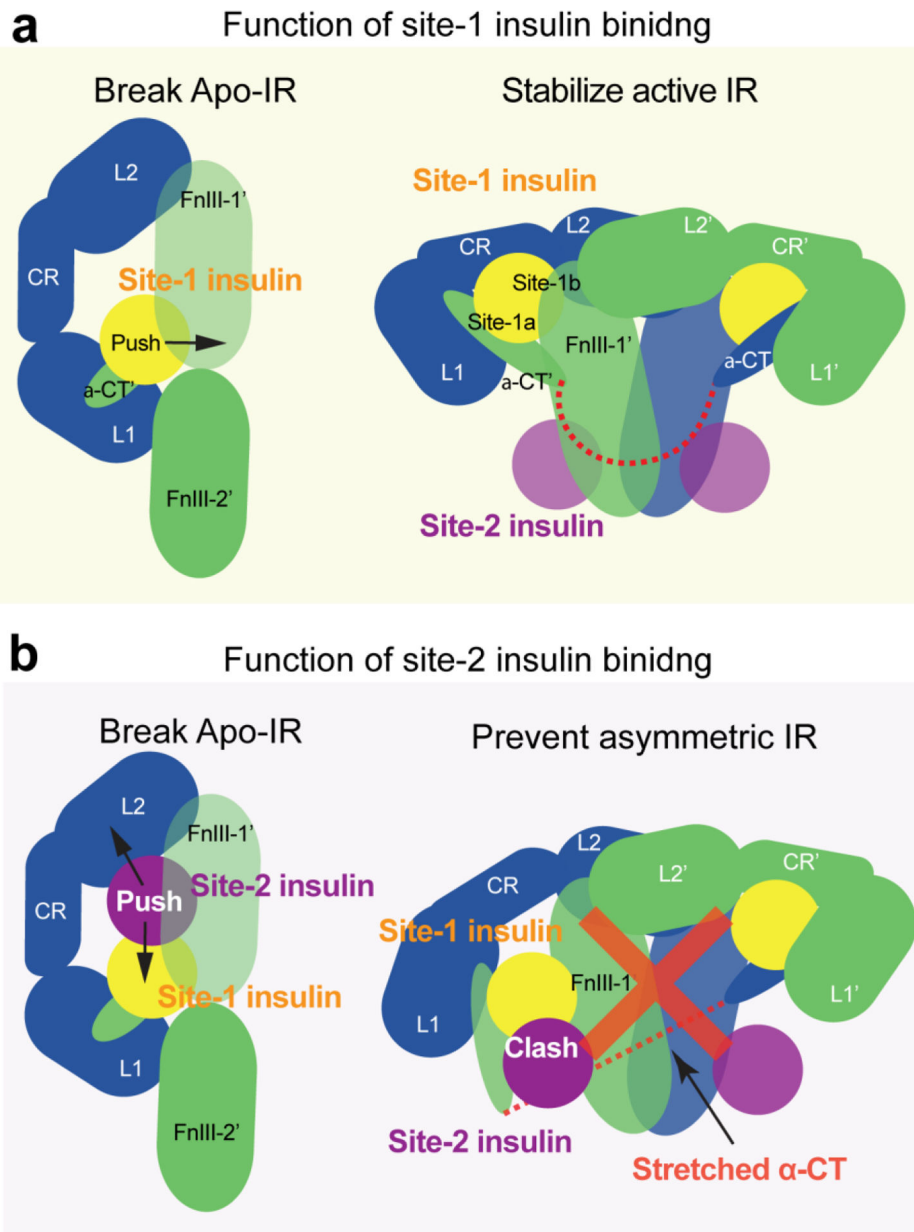 a
Function of site-1 insulin binidng
Break Apo-IR
Stabilize active IR
L2
FnIII-1’
CR
Site-1 insulin
Push
a-CT’
L1
FnIII-2’
Site-1 insulin
L2
L2’
CR
CR’
Site-1b
Site-1a
FnIII-1’
L1
a-CT’
a-CT
L1’
Site-2 insulin
b
Function of site-2 insulin binidng
Break Apo-IR
Prevent asymmetric IR
L2
FnIII-1’
Push
Site-2 insulin
CR
Site-1 insulin
L1
FnIII-2’
L2
CR
L2’
CR’
Site-1 insulin
FnIII-1’
L1
L1’
Clash
Site-2 insulin
Stretched α-CT